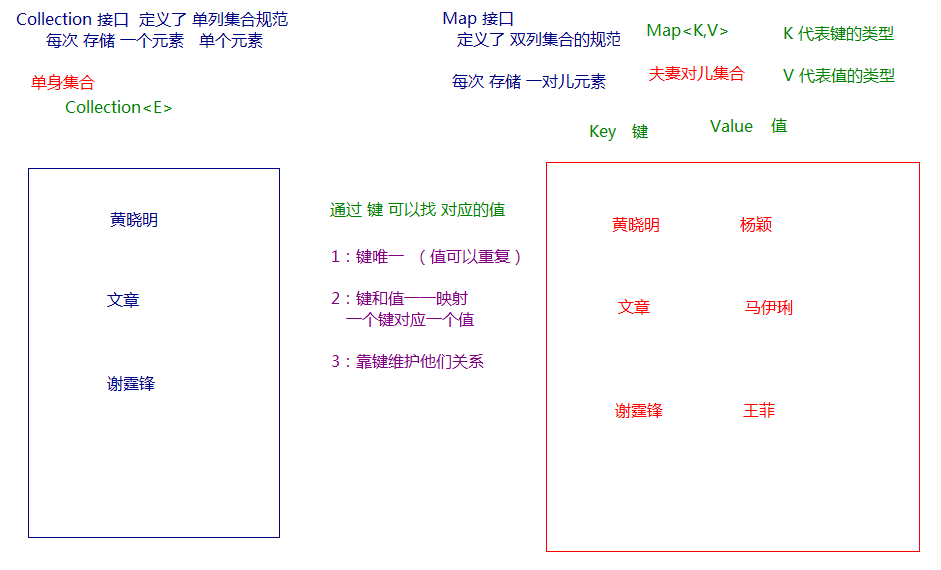 Collection 接口 定义了 单列集合规范
每次 存储 一个元素 单个元素
单身集合
Collection<E>
黄晓明
文章
谢霆锋
通过 键 可以找 对应的值
1：键唯一 （值可以重复）
2：键和值一一映射
一个键对应一个值
3：靠键维护他们关系
Map 接口
定义了 双列集合的规范
每次 存储 一对儿元素
Map<K,V>
夫妻对儿集合
K 代表键的类型
V 代表值的类型
Key 键 Value 值
黄晓明 杨颖
文章 马伊琍
谢霆锋 王菲